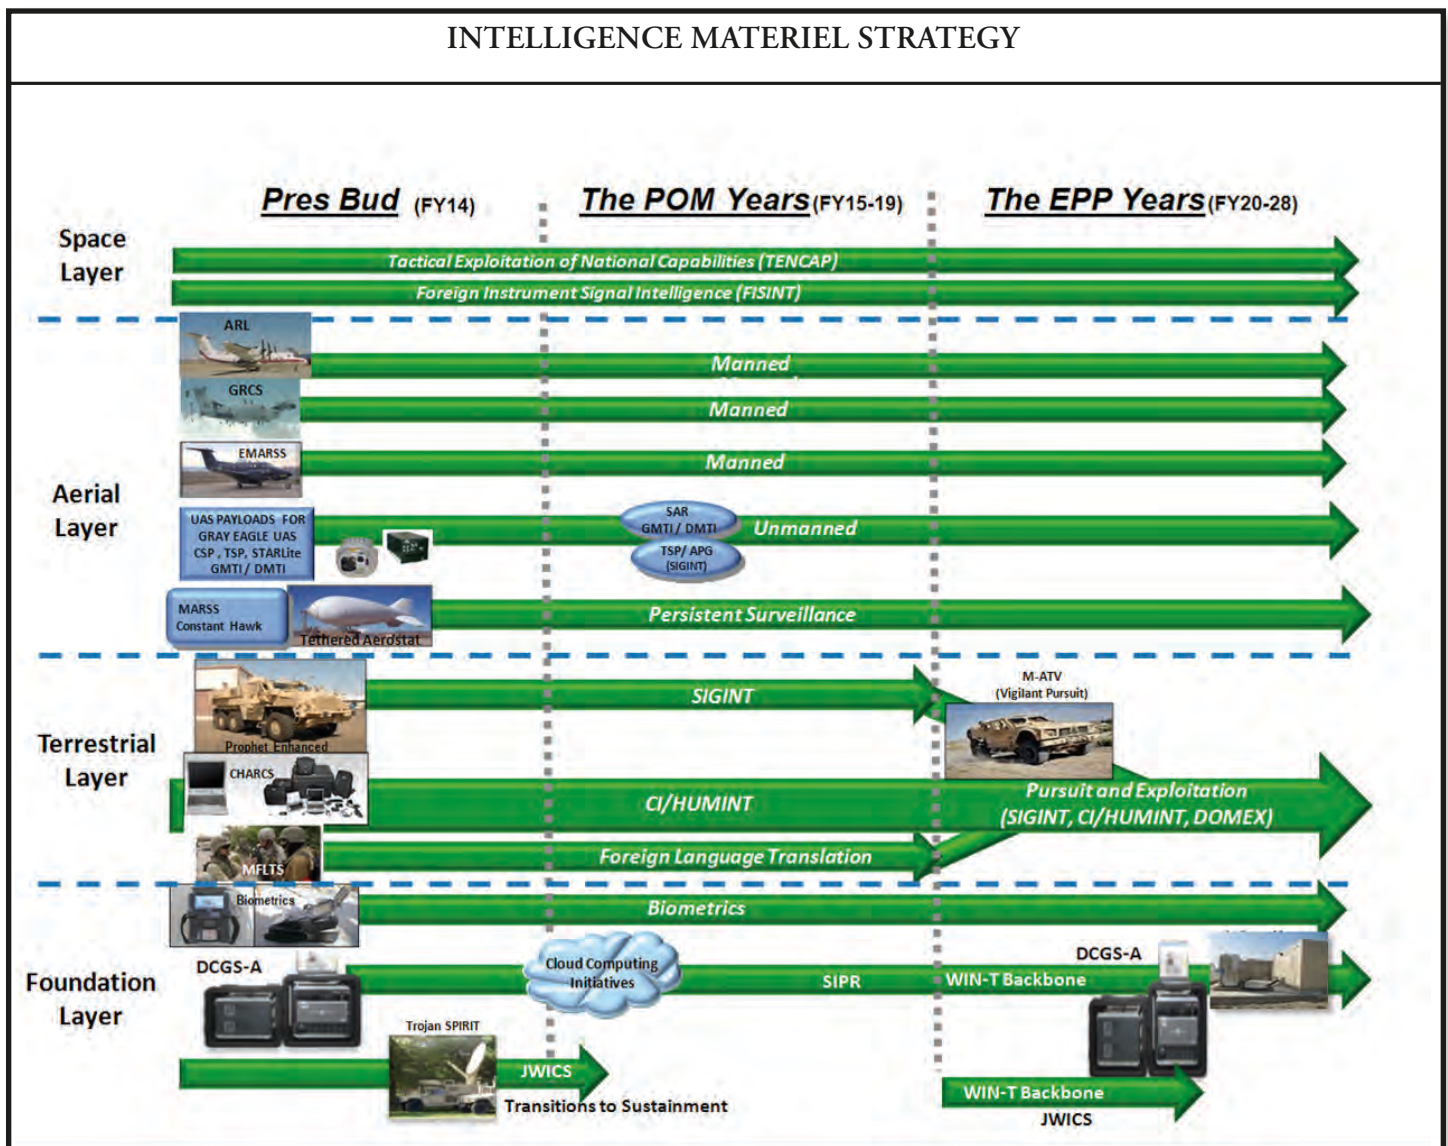 INTELLIGENCE MATERIEL STRATEGY
Pres Bud (FY14)
The POM Years (FY15-19)
The EPP Years (FY20-28)
Space
Layer
Tactical Exploitation of National Capabilities (TENCAP)
Foreign Instrument Signal Intelligence (FISINT)
Aerial
Layer
ARL
Manned
GRCS
Manned
EMARSS
Manned
UAS PAYLOADS FOR
GRAY EAGLE UAS
CSP , TSP, STARLite
GMTI / DMTI
SAR
GMTI / DMTI
Unmanned
TSP/ APG
(SIGINT)
MARSS
Constant Hawk
Tethered Aerostat
Persistent Surveillance
Terrestrial
Layer
Prophet Enhanced
SIGINT
M-ATV
(Vigilant Pursuit)
CHARCS
CI/HUMINT
Pursuit and Exploitation
(SIGINT, CI/HUMINT, DOMEX)
MFLTS
Foreign Language Translation
Foundation
Layer
Biometrics
Biometrics
DCGS-A
Cloud Computing
Initiatives
SIPR
WIN-T Backbone
DCGS-A
Trojan SPIRIT
JWICS
Transitions to Sustainment
WIN-T Backbone
JWICS